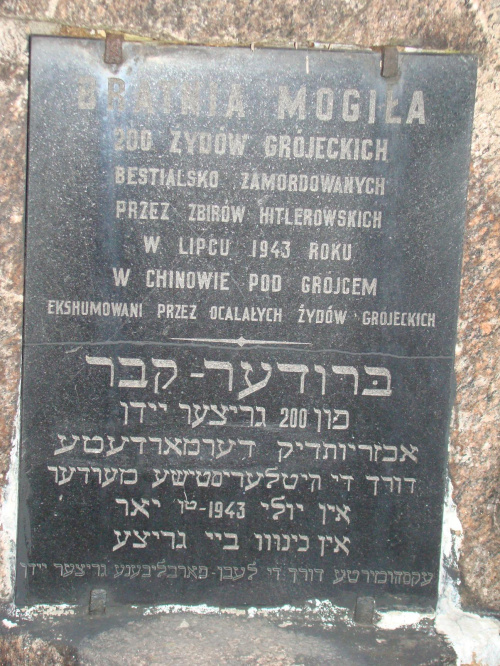 BRATNIA MOGIŁA
200 ŻYDÓW GRÓJECKICH
BESTIALSKO ZAMORDOWANYCH
PRZEZ ZBIRÓW HITLEROWSKICH
W LIPCU 1943 ROKU
W CHINOWIE POD GRÓJCEM
EKSHUMOWANI PRZEZ OCALAŁYCH ŻYDÓW GRÓJECKICH
ברודער-קבר
פון 200 גריצער יידן
אכזריותדיק דערמארדעטע
דורך די היטלעריסטישע מערדער
אין יולי 1943-טן יאר
אין כינווו ביי גריצע
עקסהומירטע דורך די לעבן-פארבליבענע גריצער יידן